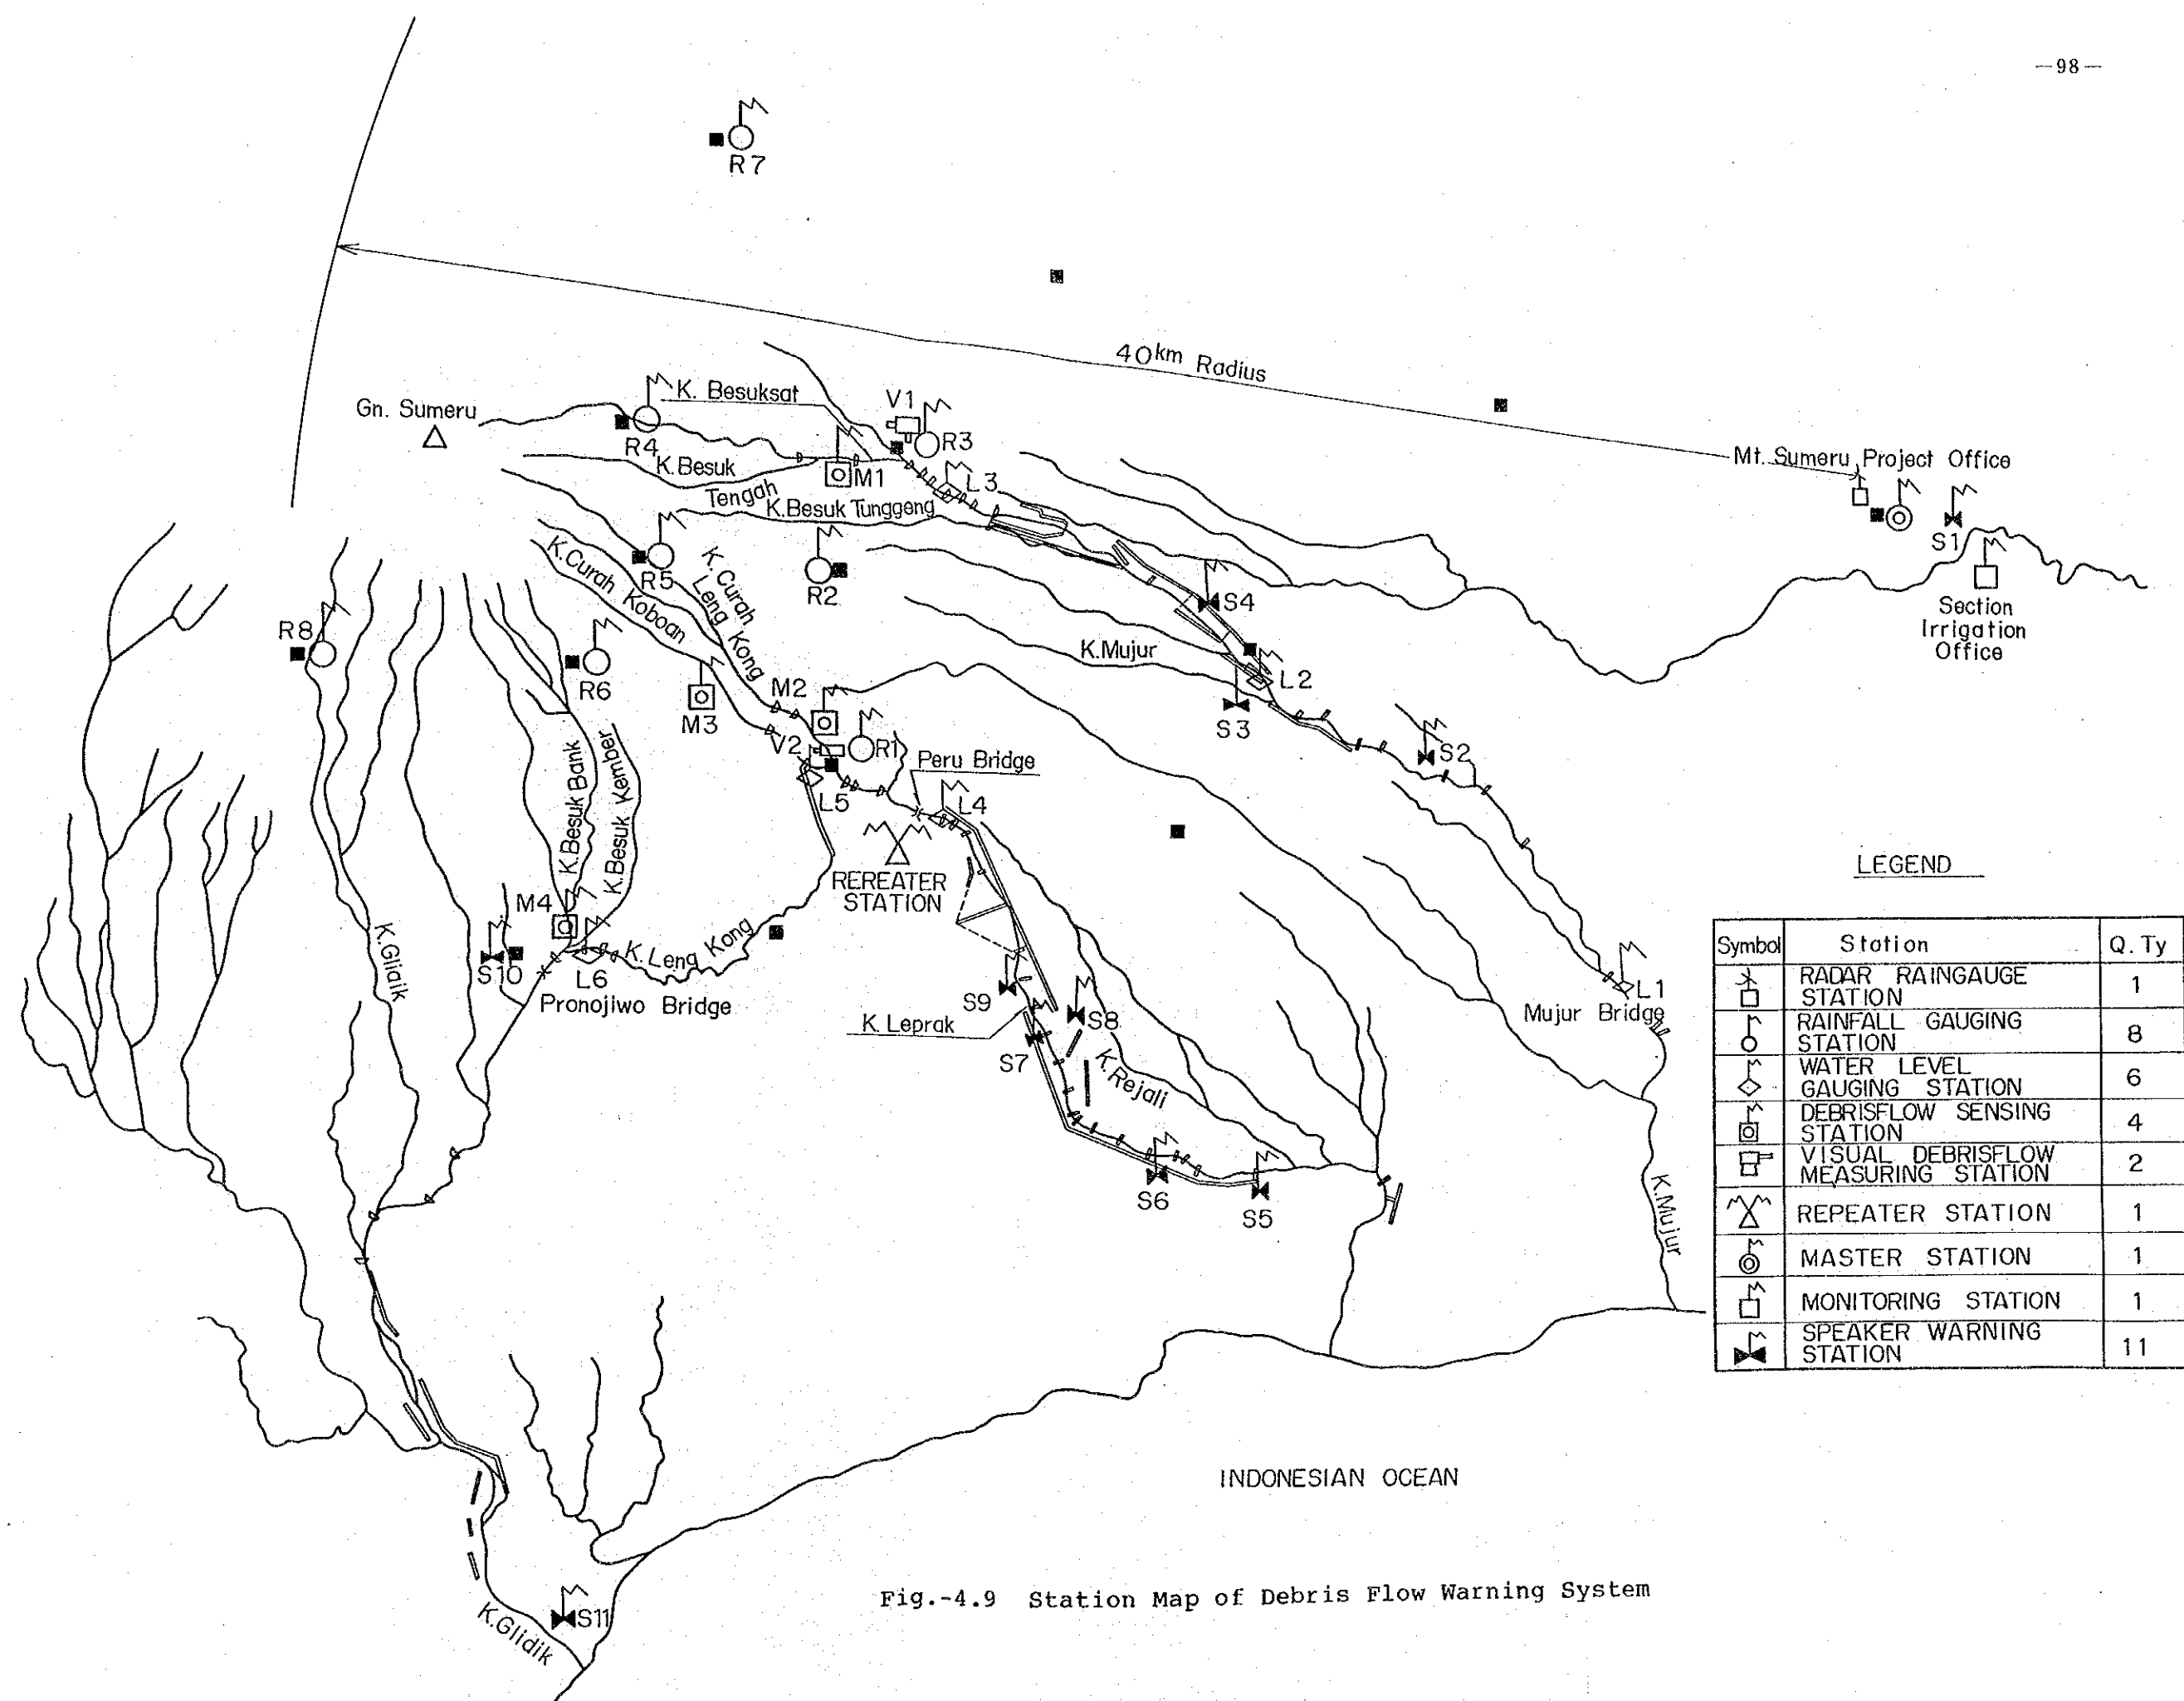 —98—
R7
40km Radius
Gn. Sumeru
K. Besuksat
V1
R4
R3
K.Besuk
Tengah
M1
L3
Mt. Sumeru Project Office
K.Besuk Tunggeng
S1
K.Curah Koboan
R5
K.Curah
Leng Kong
R2
S4
Section
Irrigation
Office
R8
K.Mujur
R6
M3
M2
L2
S3
V2
R1
S2
Peru Bridge
K.Besuk Bank
K.Besuk Kember
L5
L4
REREATER
STATION
M4
K.Gliaik
S10
L6
K.Leng Kong
Pronojiwo Bridge
S9
K.Leprak
S8
S7
K.Rejali
L1
Mujur Bridge
S6
S5
K.Mujur
LEGEND
Symbol Station Q.Ty
RADAR RAINGAUGE
STATION 1
RAINFALL GAUGING
STATION 8
WATER LEVEL
GAUGING STATION 6
DEBRISFLOW SENSING
STATION 4
VISUAL DEBRISFLOW
MEASURING STATION 2
REPEATER STATION 1
MASTER STATION 1
MONITORING STATION 1
SPEAKER WARNING
STATION 11
INDONESIAN OCEAN
S11
K.Glidik
Fig.-4.9 Station Map of Debris Flow Warning System